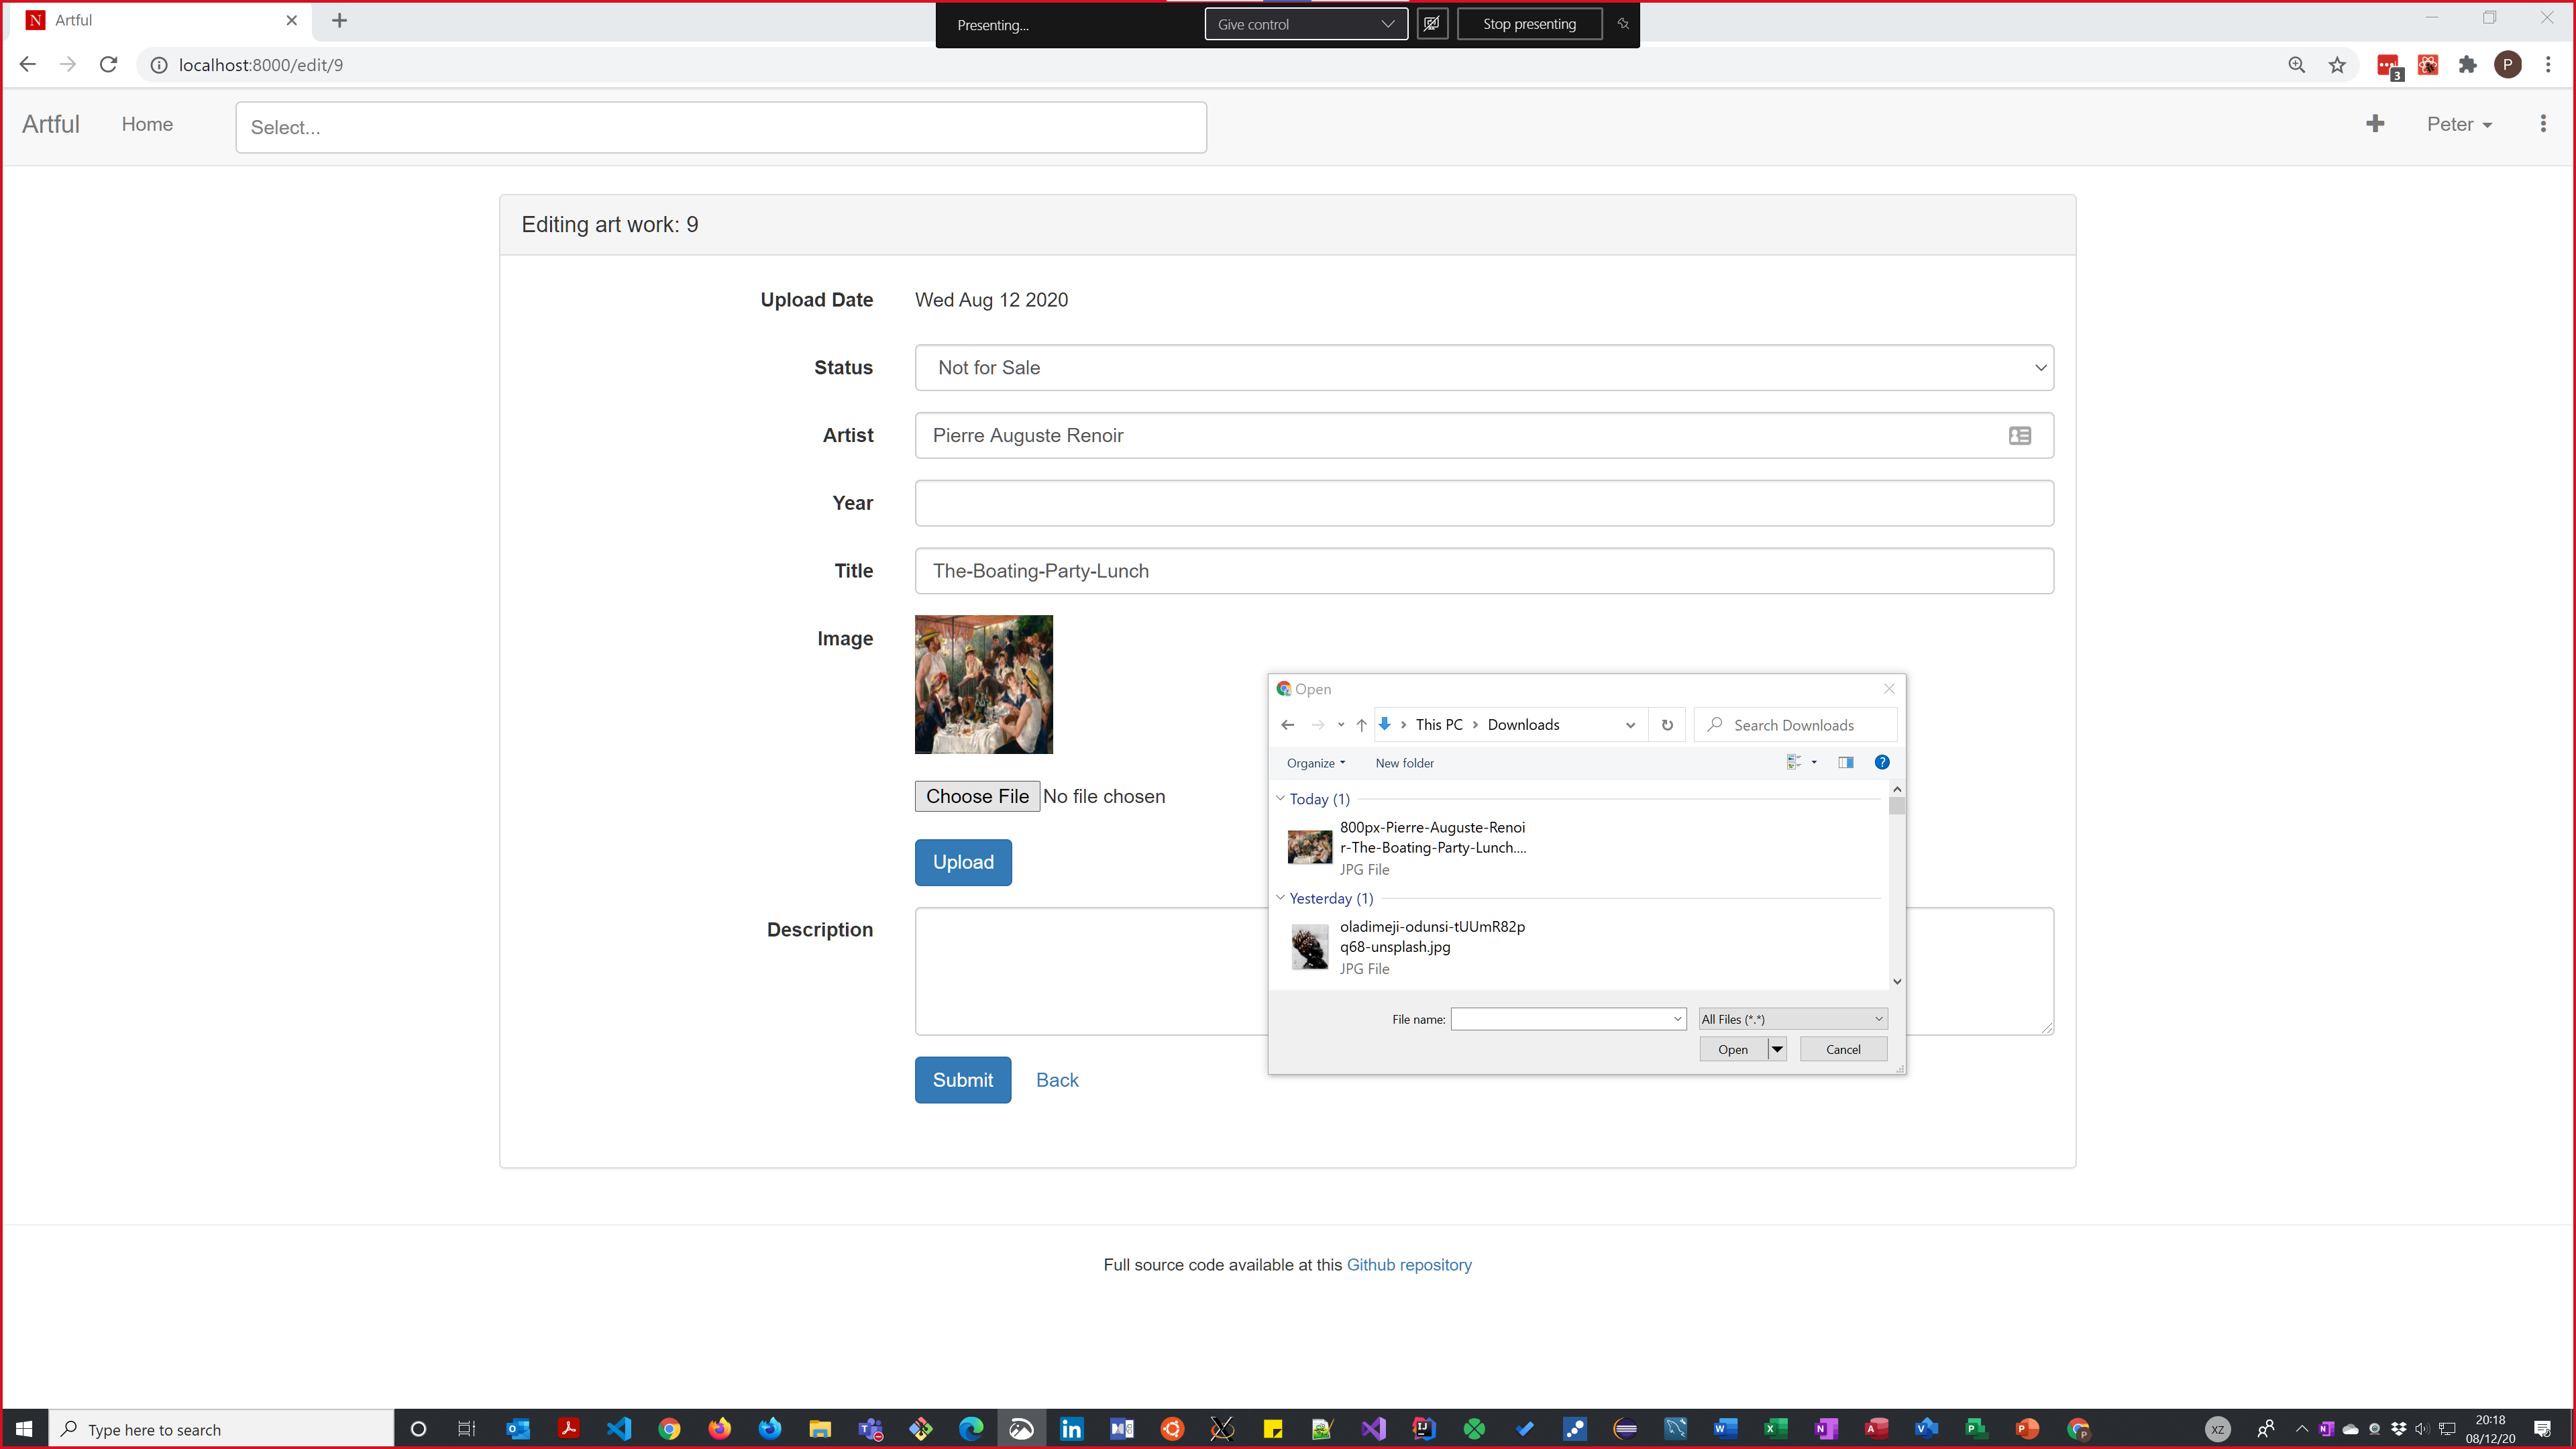 N Artful
Presenting...
Give control
Stop presenting
localhost:8000/edit/9
3
P
Artful
Home
Select...
Peter
Editing art work: 9
Upload Date
Wed Aug 12 2020
Status
Not for Sale
Artist
Pierre Auguste Renoir
Year
Title
The-Boating-Party-Lunch
Image
Choose File No file chosen
Upload
Description
Submit
Back
Open
This PC
Downloads
Search Downloads
Organize
New folder
?
Today (1)
800px-Pierre-Auguste-Renoi
r-The-Boating-Party-Lunch....
JPG File
Yesterday (1)
oladimeji-odunsi-tUUmR82p
q68-unsplash.jpg
JPG File
File name:
All Files (*.*)
Open
Cancel
Full source code available at this Github repository
Type here to search
XZ
20:18
08/12/20